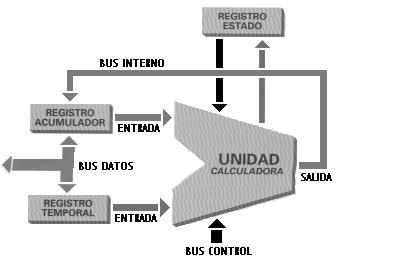 REGISTRO
ESTADO
BUS INTERNO
REGISTRO
ACUMULADOR
ENTRADA
BUS DATOS
UNIDAD
CALCULADORA
SALIDA
REGISTRO
TEMPORAL
ENTRADA
BUS CONTROL